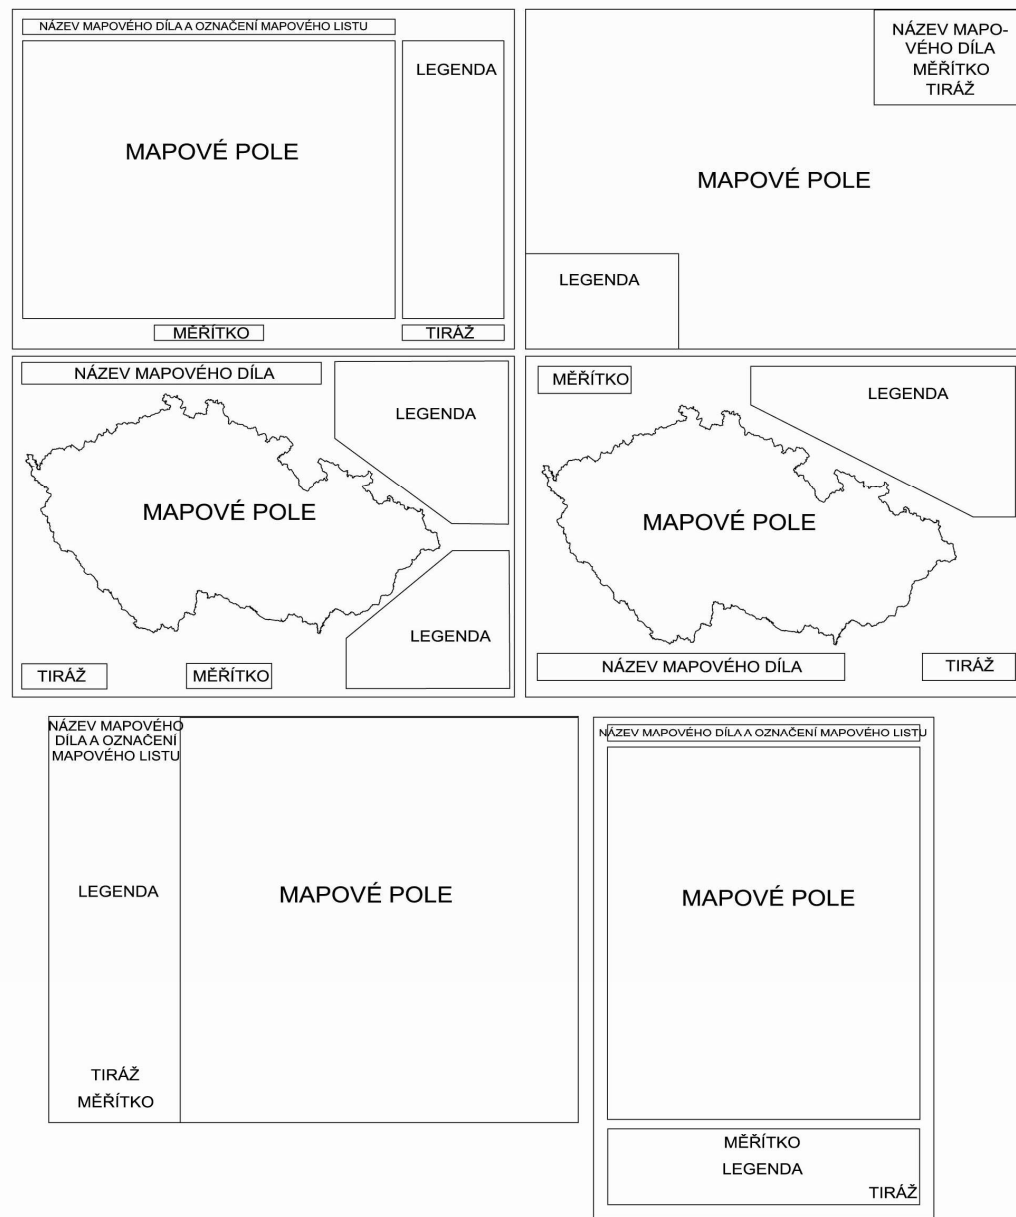 NÁZEV MAPOVÉHO DÍLA A OZNAČENÍ MAPOVÉHO LISTU
LEGENDA
MAPOVÉ POLE
MĚŘÍTKO
TIRÁŽ
NÁZEV MAPO-
VÉHO DÍLA
MĚŘÍTKO
TIRÁŽ
MAPOVÉ POLE
LEGENDA
NÁZEV MAPOVÉHO DÍLA
LEGENDA
MAPOVÉ POLE
LEGENDA
TIRÁŽ
MĚŘÍTKO
MĚŘÍTKO
LEGENDA
MAPOVÉ POLE
NÁZEV MAPOVÉHO DÍLA
TIRÁŽ
NÁZEV MAPOVÉHO
DÍLA A OZNAČENÍ
MAPOVÉHO LISTU
LEGENDA
MAPOVÉ POLE
TIRÁŽ
MĚŘÍTKO
NÁZEV MAPOVÉHO DÍLA A OZNAČENÍ MAPOVÉHO LISTU
MAPOVÉ POLE
MĚŘÍTKO
LEGENDA
TIRÁŽ